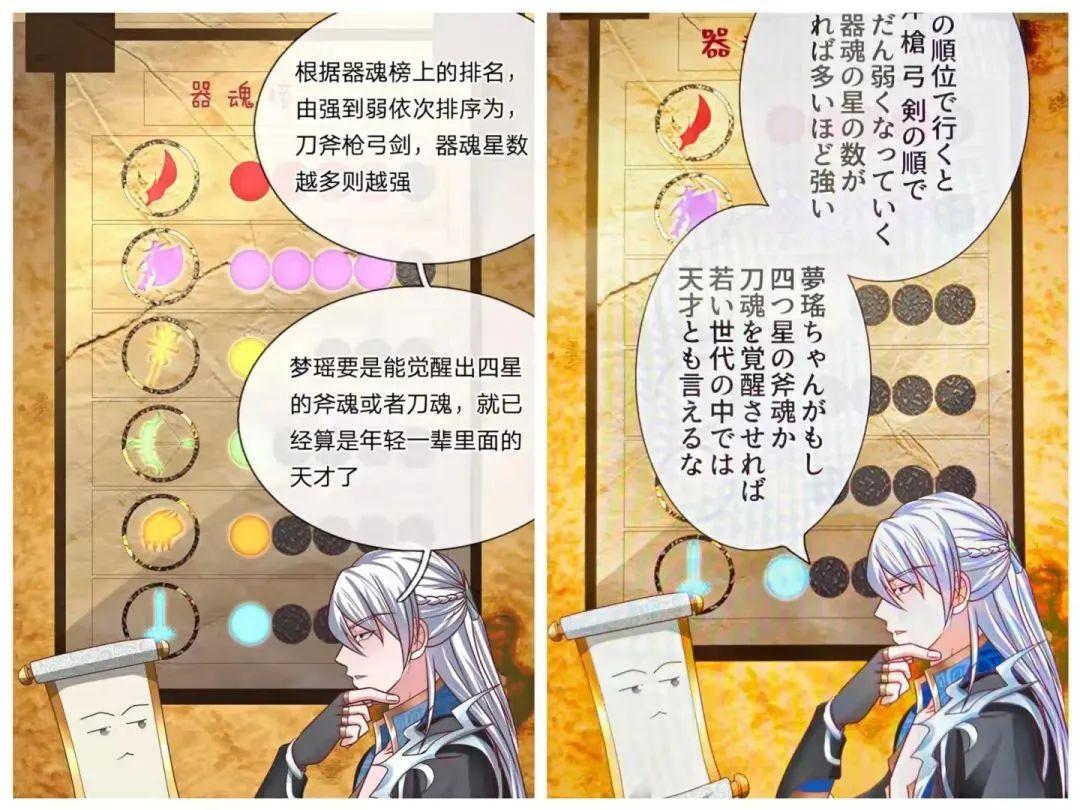 器魂
根据器魂榜上的排名，
由强到弱依次排序为，
刀斧枪弓剑，器魂星数
越多则越强
梦瑶要是能觉醒出四星
的斧魂或者刀魂，就已
经算是年轻一辈里面的
天才了
器
の順位で行くと
槍 弓 剣の順で
だん弱くなっていく
器魂の星の数が
れば多いほど強い
夢瑶ちゃんがもし
四つ星の斧魂か
刀魂を覚醒させれば
若い世代の中では
天才とも言えるな